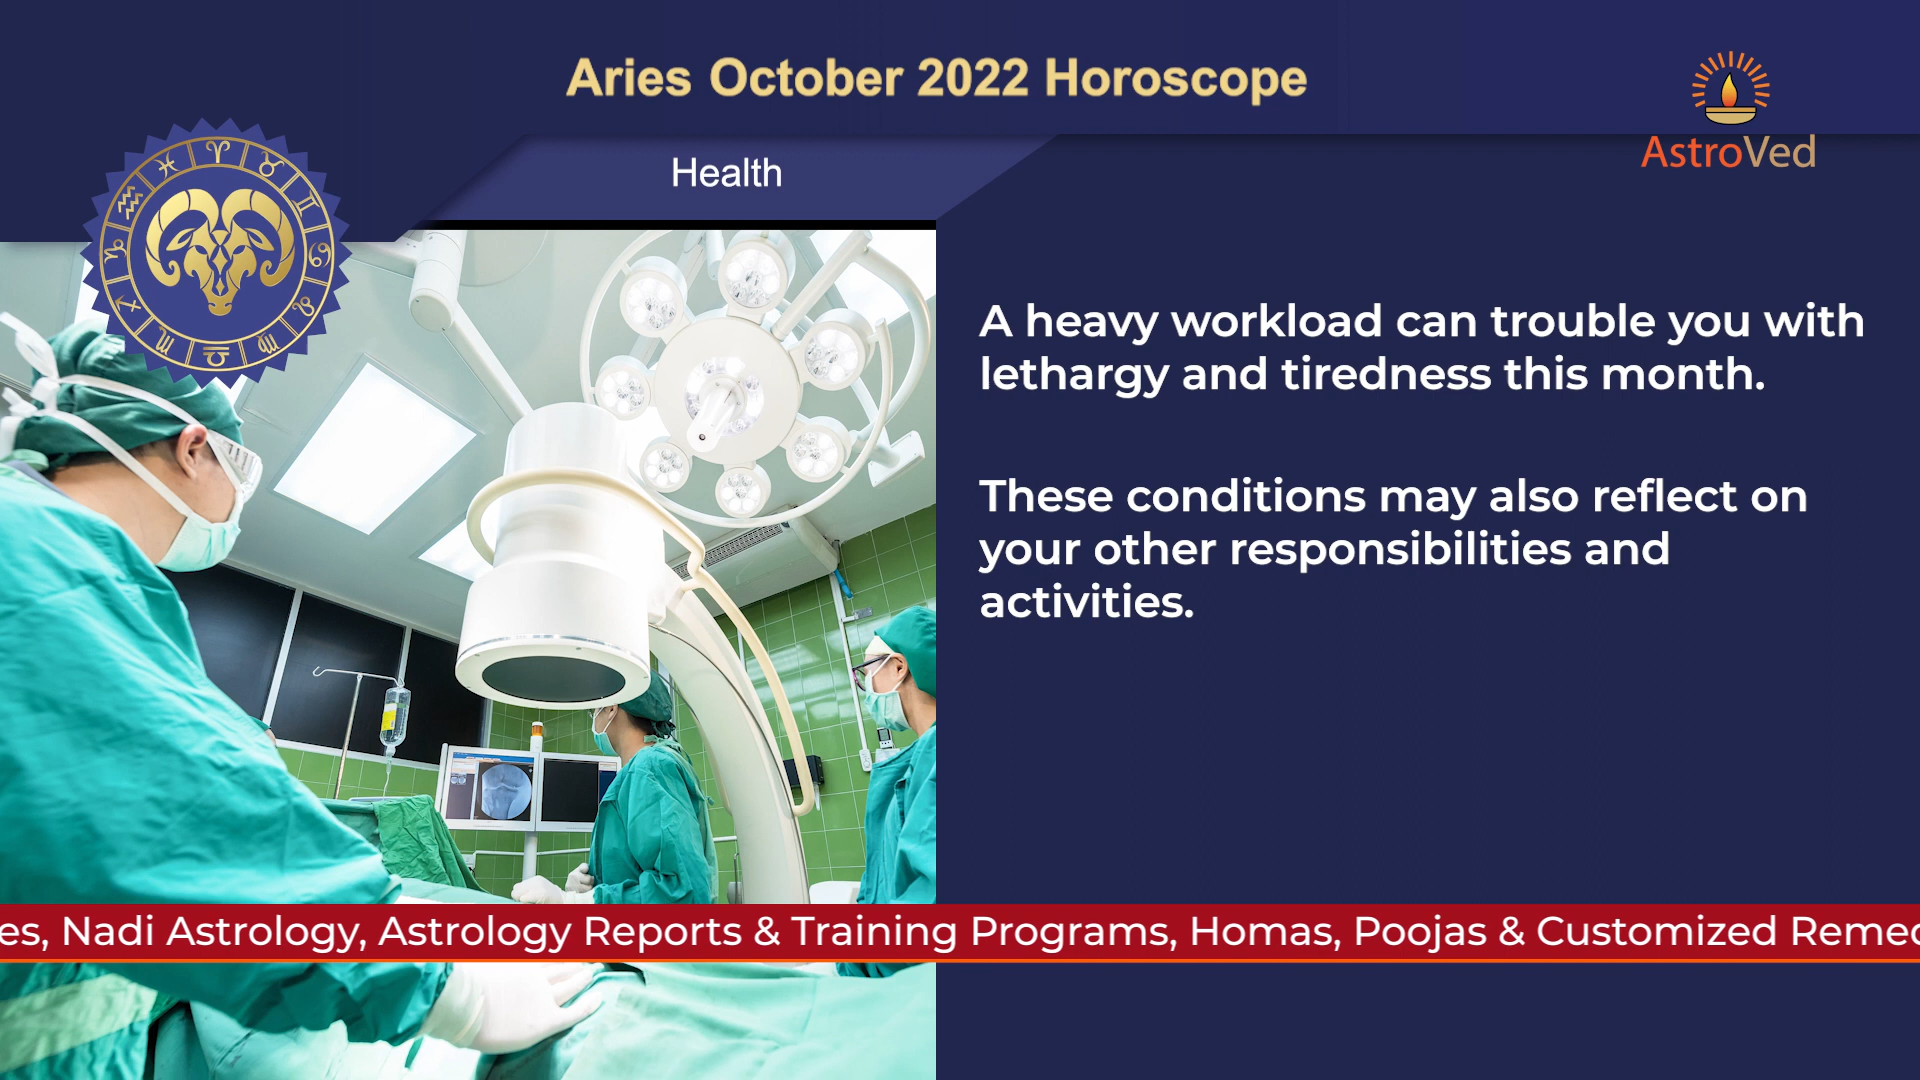 Aries October 2022 Horoscope
AstroVed
Health
A heavy workload can trouble you with
lethargy and tiredness this month.
These conditions may also reflect on
your other responsibilities and
activities.
es, Nadi Astrology, Astrology Reports & Training Programs, Homas, Poojas & Customized Remed